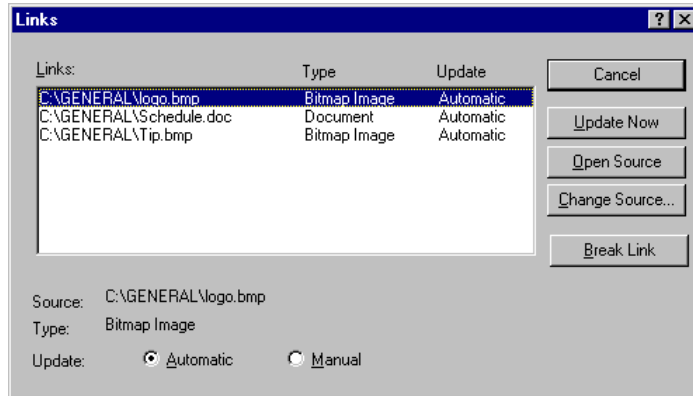 Links
Links: Type Update
C:\GENERAL\logo.bmp Bitmap Image Automatic
C:\GENERAL\Schedule.doc Document Automatic
C:\GENERAL\Tip.bmp Bitmap Image Automatic
Cancel
Update Now
Open Source
Change Source...
Break Link
Source: C:\GENERAL\logo.bmp
Type: Bitmap Image
Update: Automatic Manual